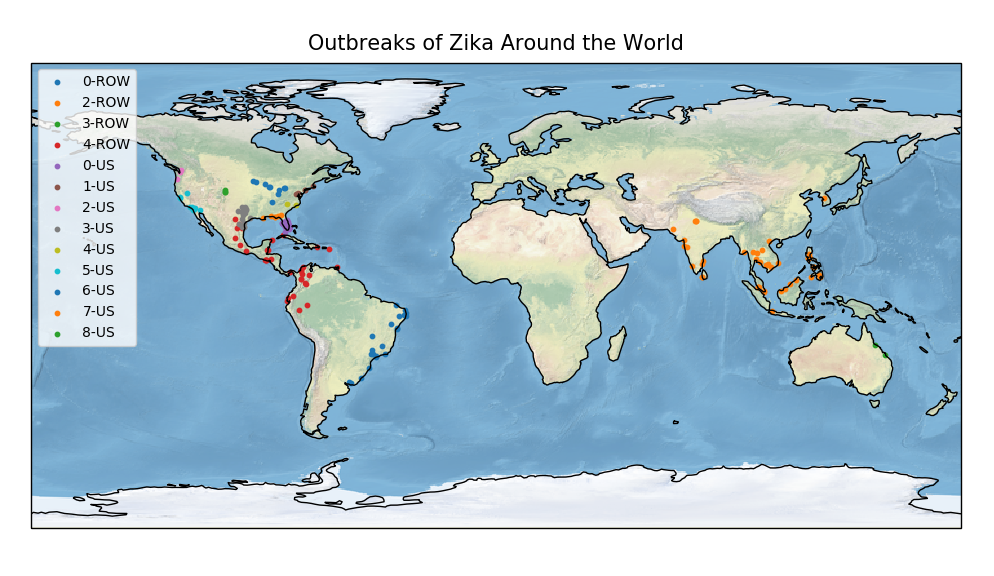 Outbreaks of Zika Around the World
0-ROW
2-ROW
3-ROW
4-ROW
0-US
1-US
2-US
3-US
4-US
5-US
6-US
7-US
8-US